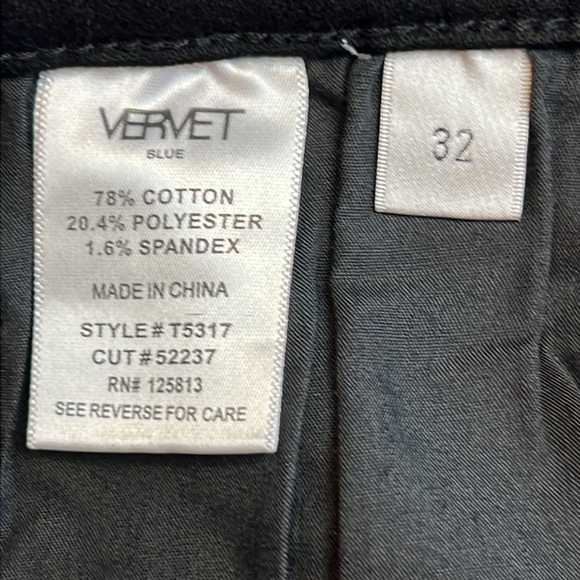 VERVET
BLUE
78% COTTON
20.4% POLYESTER
1.6% SPANDEX
MADE IN CHINA
STYLE# T5317
CUT#52237
RN# 125813
SEE REVERSE FOR CARE
32